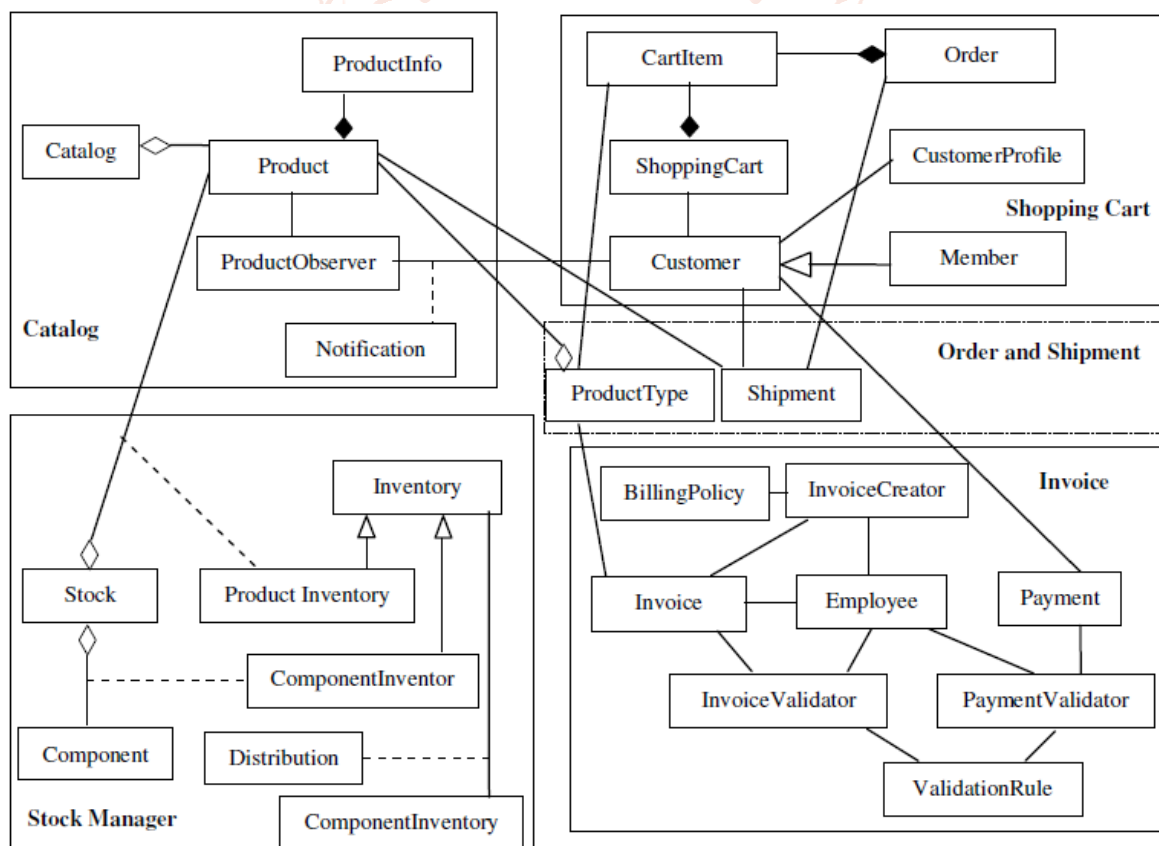 ProductInfo
Catalog
Product
ProductObserver
Notification
Catalog
CartItem
Order
ShoppingCart
CustomerProfile
Shopping Cart
Customer
Member
Order and Shipment
ProductType
Shipment
Inventory
Stock
Product Inventory
ComponentInventor
Component
Distribution
ComponentInventory
Stock Manager
BillingPolicy
InvoiceCreator
Invoice
Invoice
Employee
Payment
InvoiceValidator
PaymentValidator
ValidationRule